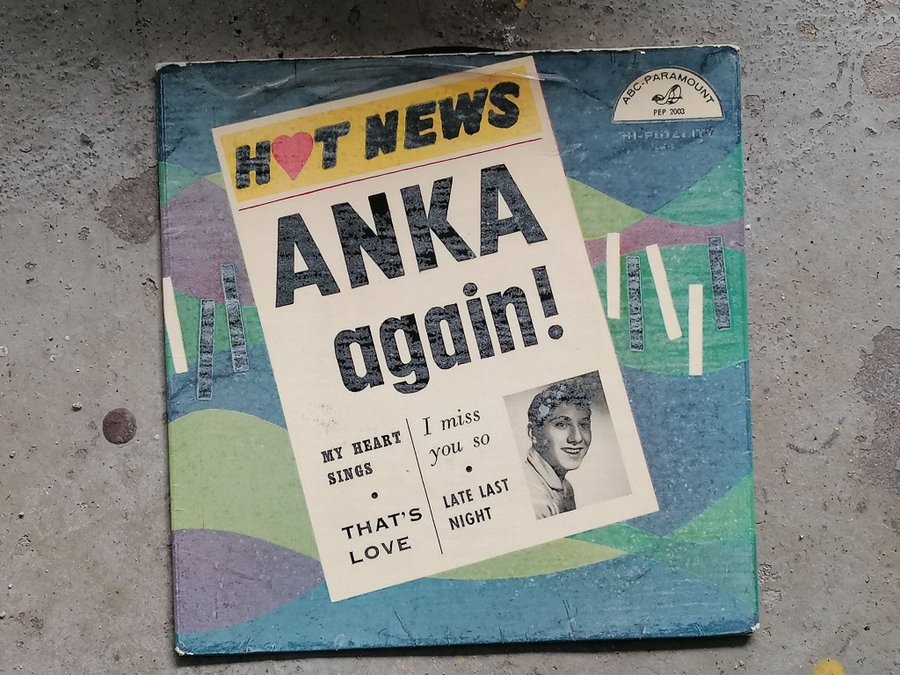 ABC-PARAMOUNT
PEP 2003
HI-FIDELITY
HOT NEWS
ANKA
again!
MY HEART
SINGS
•
THAT'S
LOVE
I miss
you so
•
LATE LAST
NIGHT